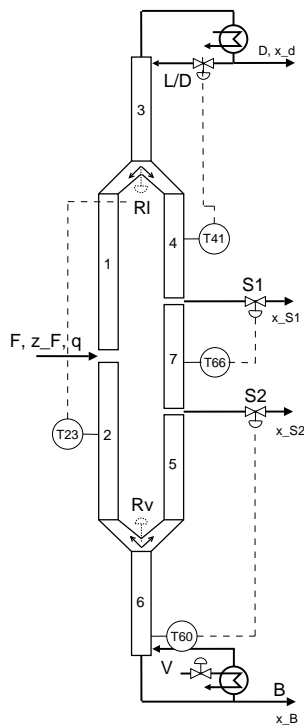 D, x_d
L/D
3
Rl
4
T41
1
S1
x_S1
F, z_F, q
7
T66
S2
x_S2
T23
2
5
Rv
6
T60
V
B
x_B